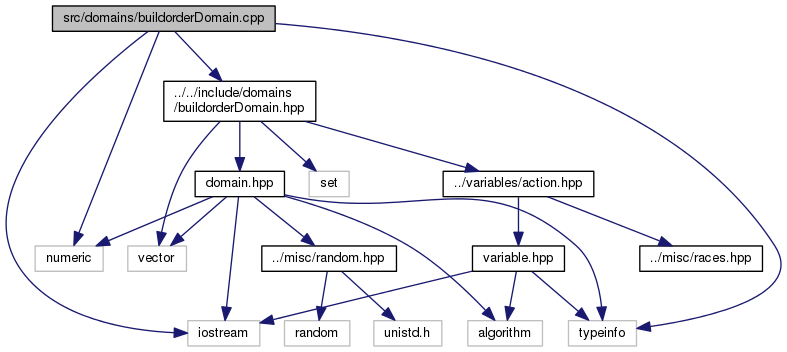 src/domains/buildorderDomain.cpp
../../include/domains
/buildorderDomain.hpp
domain.hpp
set
../variables/action.hpp
numeric
vector
../misc/random.hpp
variable.hpp
../misc/races.hpp
iostream
random
unistd.h
algorithm
typeinfo